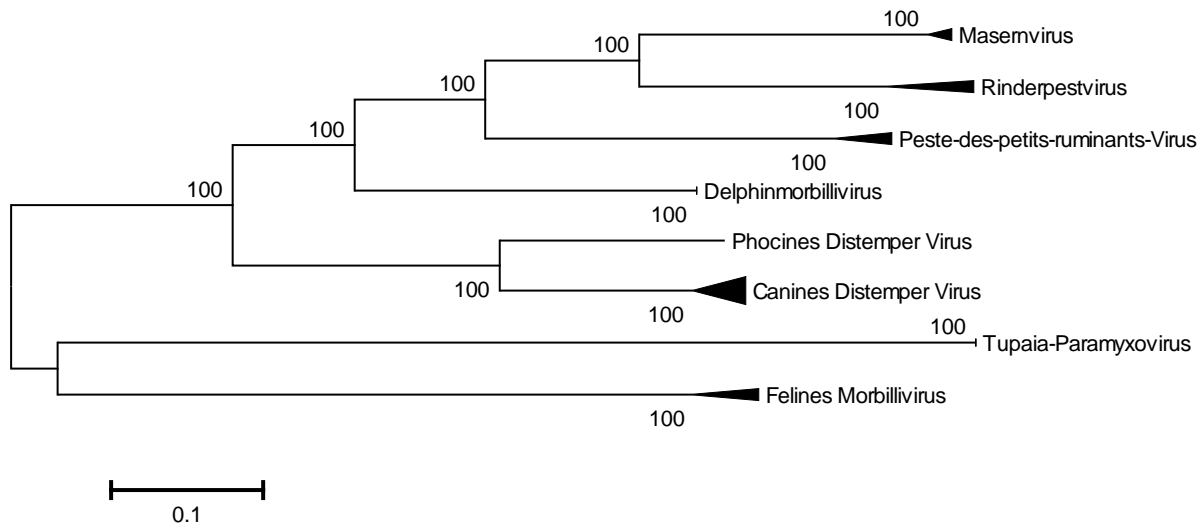 100
Masernvirus
100
100
Rinderpestvirus
100
100
Peste-des-petits-ruminants-Virus
100
100
Delphinmorbillivirus
100
100
Phocines Distemper Virus
100
Canines Distemper Virus
100
100
Tupaia-Paramyxovirus
Felines Morbillivirus
100
0.1